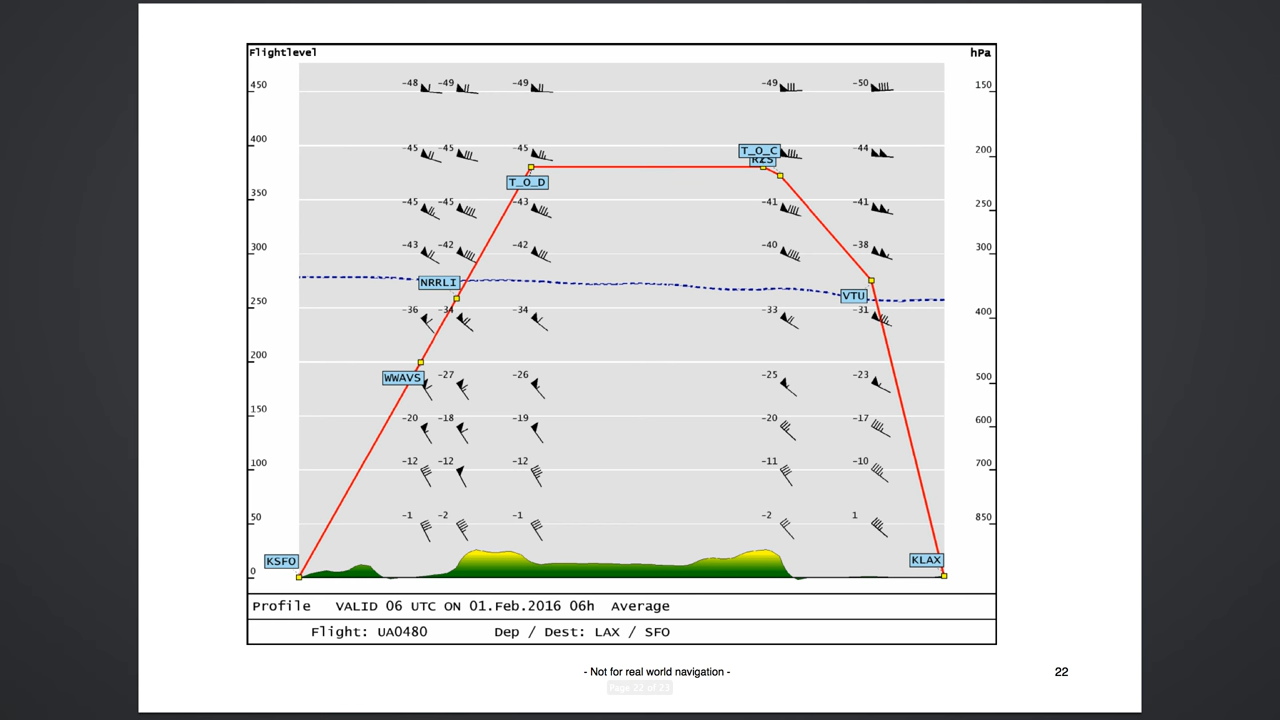 Flightlevel hPa
450 -48 -49 -49 -49 -50 150
400 -45 -45 -45 T_O_C -44 200
RZS
T_O_D
350 -45 -45 -43 -41 -41 250
300 -43 -42 -42 -40 -38 300
NRRLI
VTU
250 -36 -34 -34 -33 -31 400
200
WWAVS -27 -26 -25 -23 500
150 -20 -18 -19 -20 -17 600
100 -12 -12 -12 -11 -10 700
50 -1 -2 -1 -2 1 850
KSFO KLAX
0
Profile VALID 06 UTC ON 01.Feb.2016 06h Average
Flight: UA0480 Dep / Dest: LAX / SFO
- Not for real world navigation - 22
Page 22 of 23